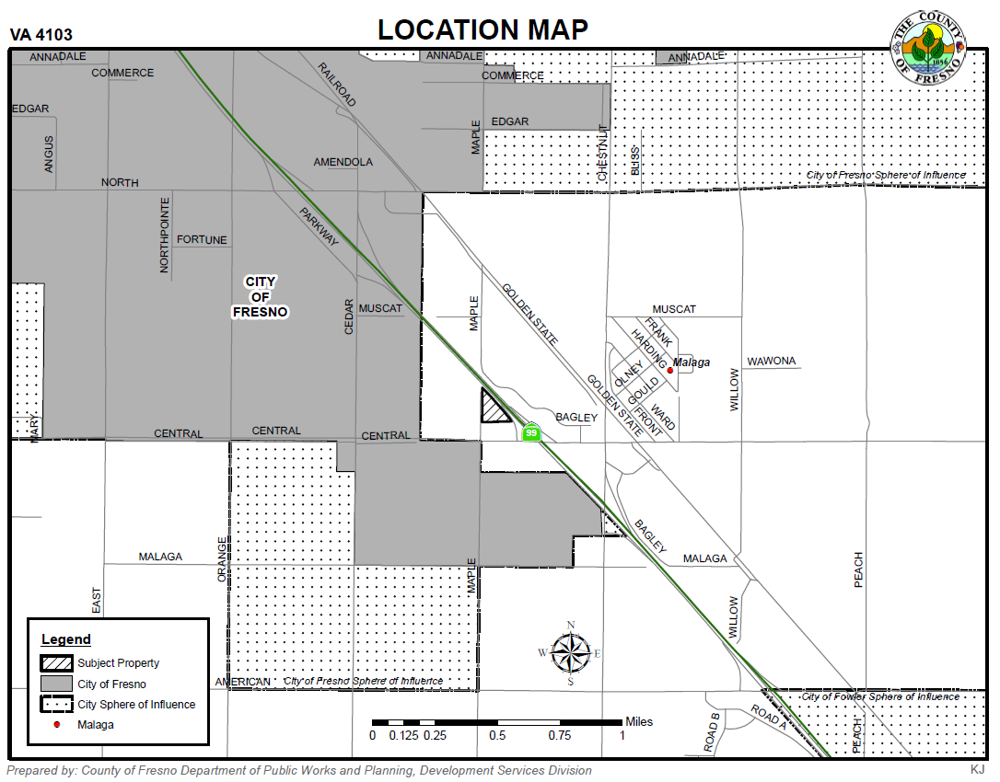 VA 4103
LOCATION MAP
THE COUNTY OF FRESNO
1856
ANNADALE
ANNADALE
ANNADALE
COMMERCE
COMMERCE
RAILROAD
EDGAR
EDGAR
ANGUS
MAPLE
CHESTNUT
BLISS
AMENDOLA
City of Fresno Sphere of Influence
NORTH
NORTHPOINTE
PARKWAY
FORTUNE
CITY
OF
FRESNO
CEDAR
MUSCAT
MAPLE
GOLDEN STATE
MUSCAT
FRANK
HARDING
Malaga
WAWONA
OLNEY
GOULD
WILLOW
GOLDEN STATE
WARD
FRONT
BAGLEY
MARY
CENTRAL
CENTRAL
CENTRAL
99
BAGLEY
ORANGE
MALAGA
MAPLE
MALAGA
PEACH
EAST
WILLOW
AMERICAN
City of Fresno Sphere of Influence
City of Fowler Sphere of Influence
ROAD B
ROAD A
PEACH
Legend
Subject Property
City of Fresno
City Sphere of Influence
Malaga
N
W
E
S
Miles
0 0.125 0.25 0.5 0.75 1
Prepared by: County of Fresno Department of Public Works and Planning, Development Services Division
KJ